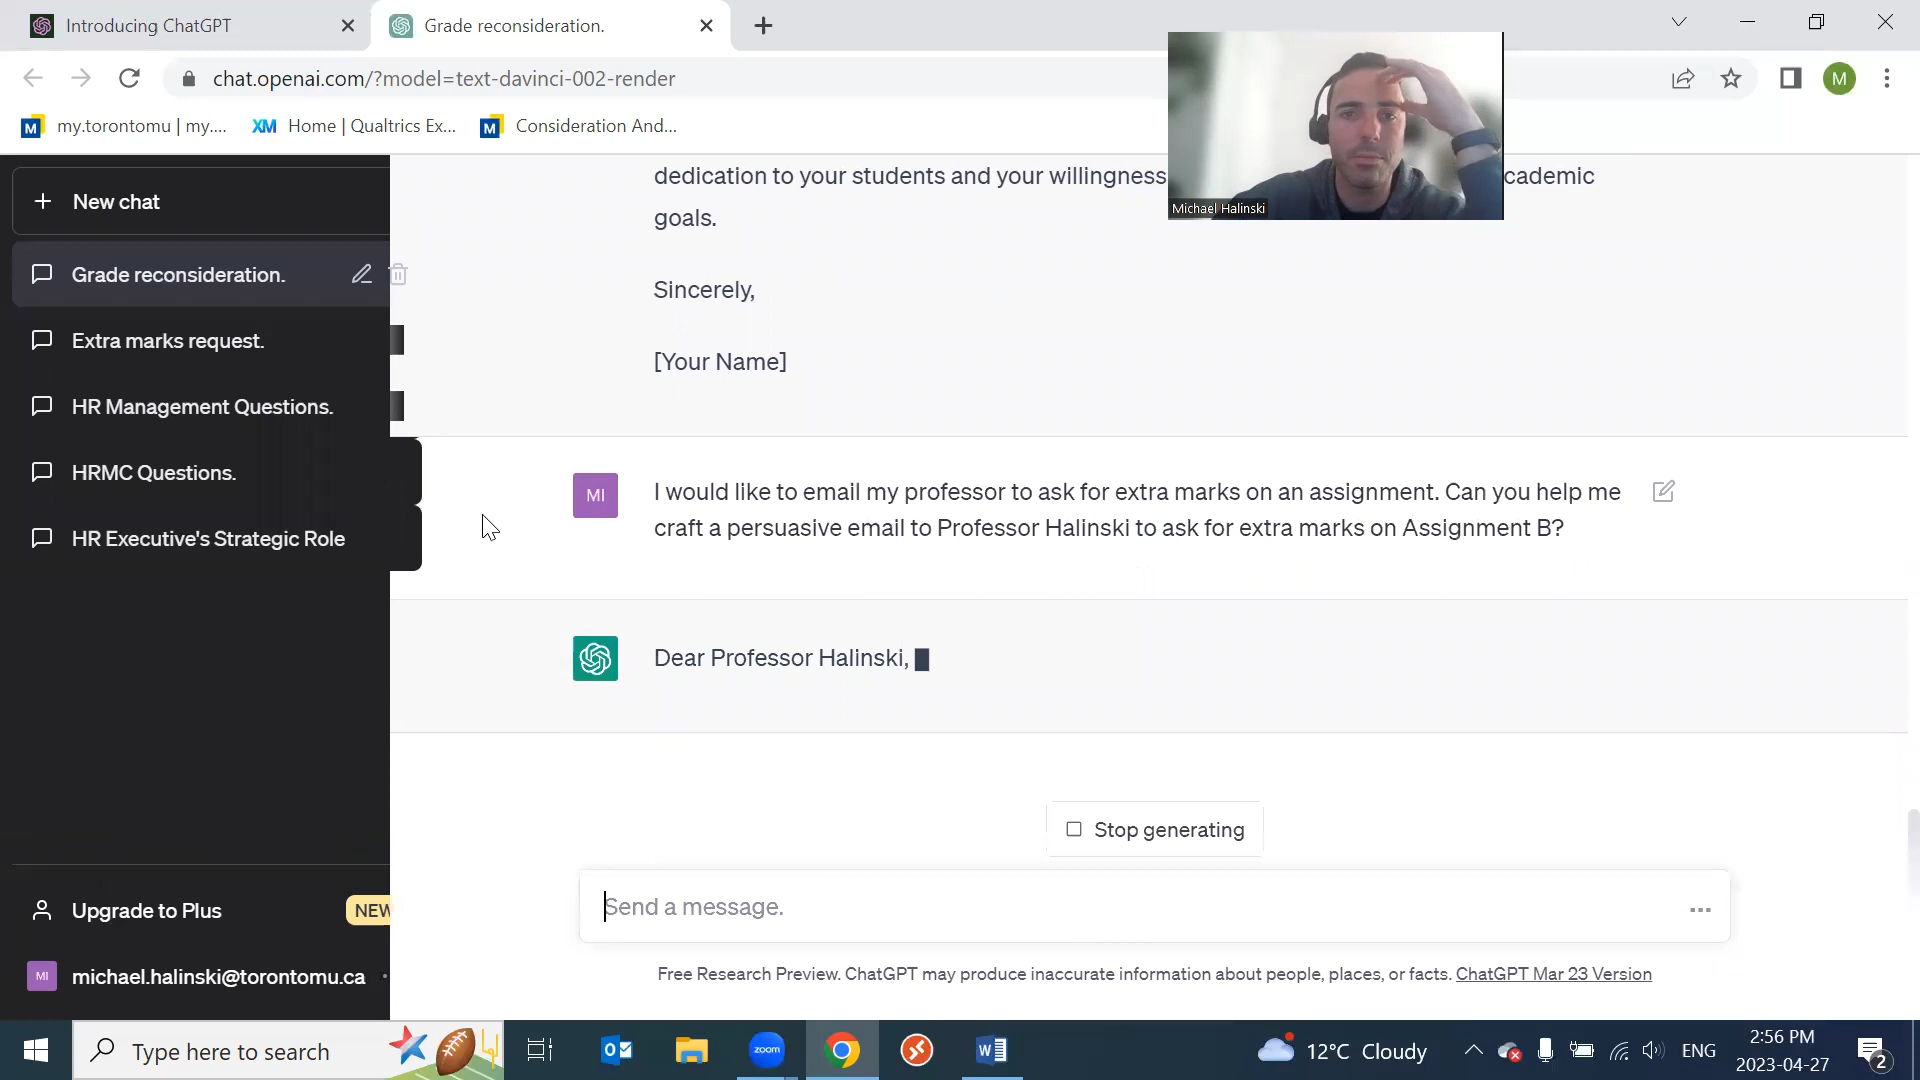 Introducing ChatGPT
Grade reconsideration.
chat.openai.com/?model=text-davinci-002-render
M
my.torontomu | my....
XM Home | Qualtrics Ex...
Consideration And...
Michael Halinski
New chat
Grade reconsideration.
Extra marks request.
HR Management Questions.
HRMC Questions.
HR Executive's Strategic Role
Upgrade to Plus
NEW
MI
michael.halinski@torontomu.ca
dedication to your students and your willingness
cademic
goals.
Sincerely,
[Your Name]
MI
I would like to email my professor to ask for extra marks on an assignment. Can you help me
craft a persuasive email to Professor Halinski to ask for extra marks on Assignment B?
Dear Professor Halinski,
Stop generating
Send a message.
Free Research Preview. ChatGPT may produce inaccurate information about people, places, or facts. ChatGPT Mar 23 Version
Type here to search
zoom
12°C Cloudy
ENG
2:56 PM
2023-04-27
2